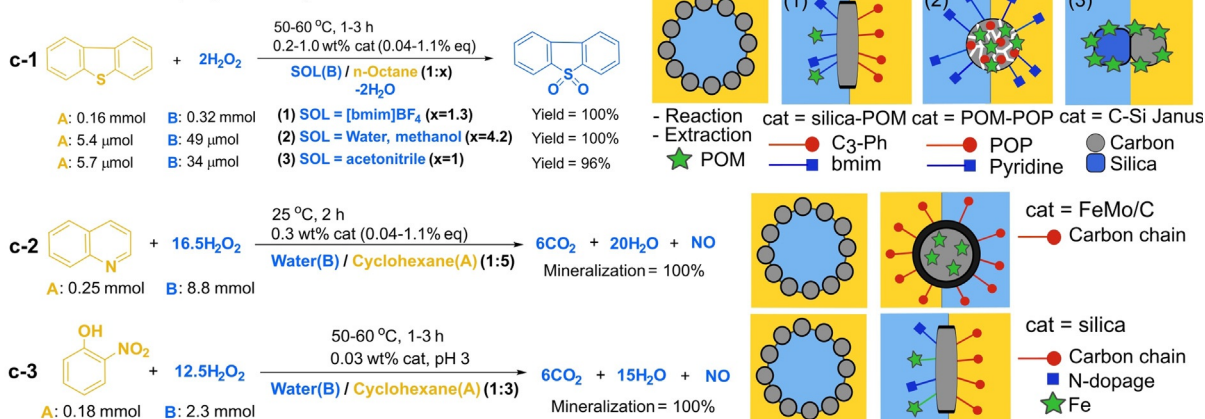 50-60 °C, 1-3 h
0.2-1.0 wt% cat (0.04-1.1% eq)
c-1
S
+ 2H₂O₂
SOL(B) / n-Octane (1:x)
-2H₂O
S
O O
A: 0.16 mmol B: 0.32 mmol (1) SOL = [bmim]BF₄ (x=1.3) Yield = 100%
A: 5.4 μmol B: 49 μmol (2) SOL = Water, methanol (x=4.2) Yield = 100%
A: 5.7 μmol B: 34 μmol (3) SOL = acetonitrile (x=1) Yield = 96%
(1) (2) (3)
- Reaction
- Extraction
POM
cat = silica-POM
C₃-Ph
bmim
cat = POM-POP
POP
Pyridine
cat = C-Si Janus
Carbon
Silica
c-2
N
+ 16.5H₂O₂
25 °C, 2 h
0.3 wt% cat (0.04-1.1% eq)
Water(B) / Cyclohexane(A) (1:5)
6CO₂ + 20H₂O + NO
Mineralization = 100%
A: 0.25 mmol B: 8.8 mmol
cat = FeMo/C
Carbon chain
c-3
OH
NO₂
+ 12.5H₂O₂
50-60 °C, 1-3 h
0.03 wt% cat, pH 3
Water(B) / Cyclohexane(A) (1:3)
6CO₂ + 15H₂O + NO
Mineralization = 100%
A: 0.18 mmol B: 2.3 mmol
cat = silica
Carbon chain
N-dopage
Fe